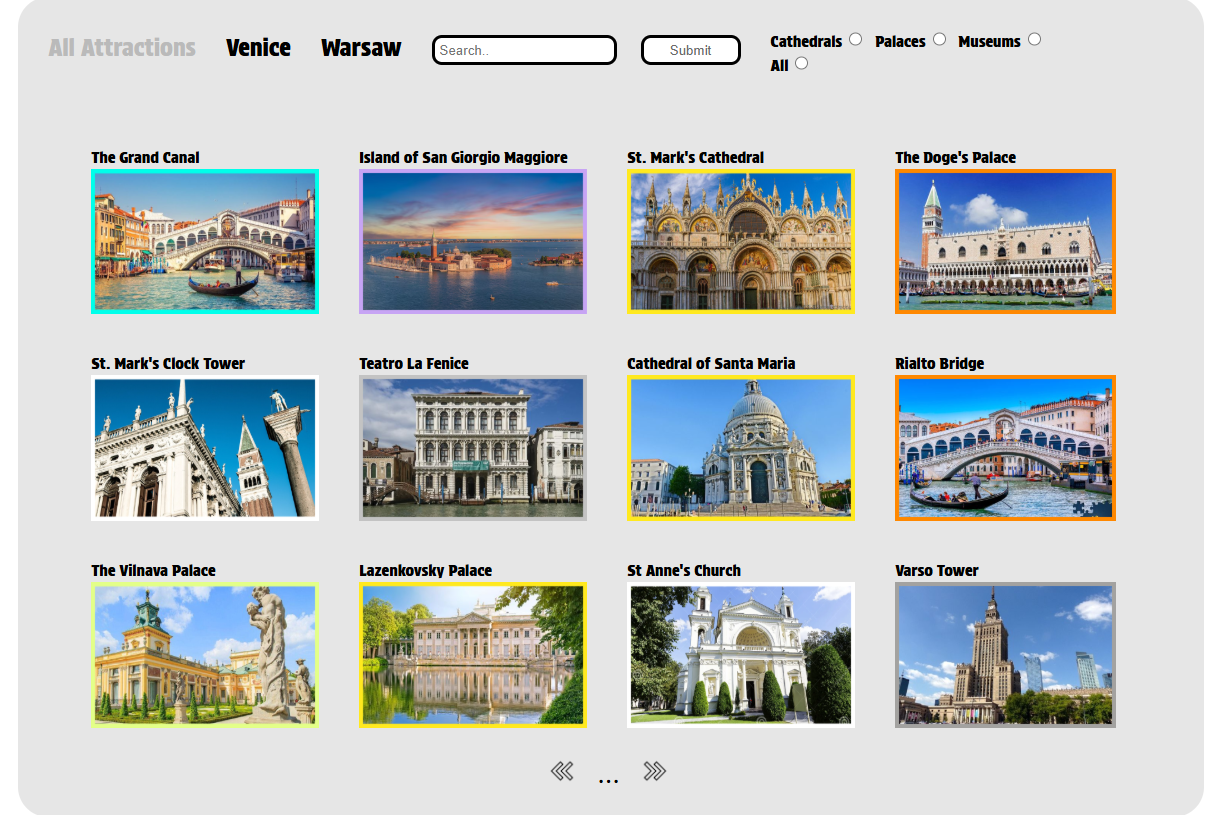 All Attractions Venice Warsaw Search.. Submit Cathedrals Palaces Museums
All
The Grand Canal Island of San Giorgio Maggiore St. Mark's Cathedral The Doge's Palace
St. Mark's Clock Tower Teatro La Fenice Cathedral of Santa Maria Rialto Bridge
The Vilnava Palace Lazenkovsky Palace St Anne's Church Varso Tower
...